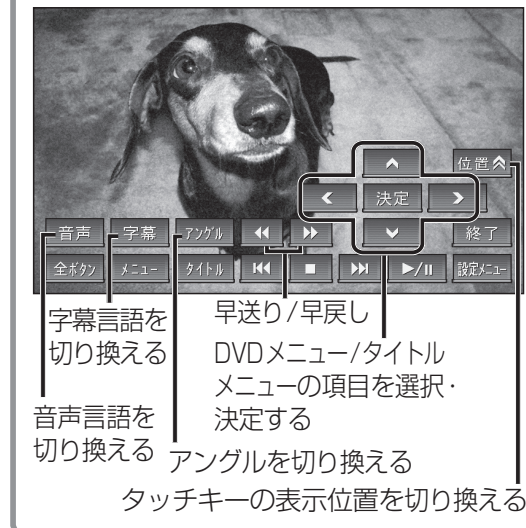 位置
決定
音声 字幕 アングル 終了
全ボタン メニュー タイトル 設定メニュー
字幕言語を
切り換える
早送り/早戻し
DVDメニュー/タイトル
メニューの項目を選択・
決定する
音声言語を
切り換える
アングルを切り換える
タッチキーの表示位置を切り換える